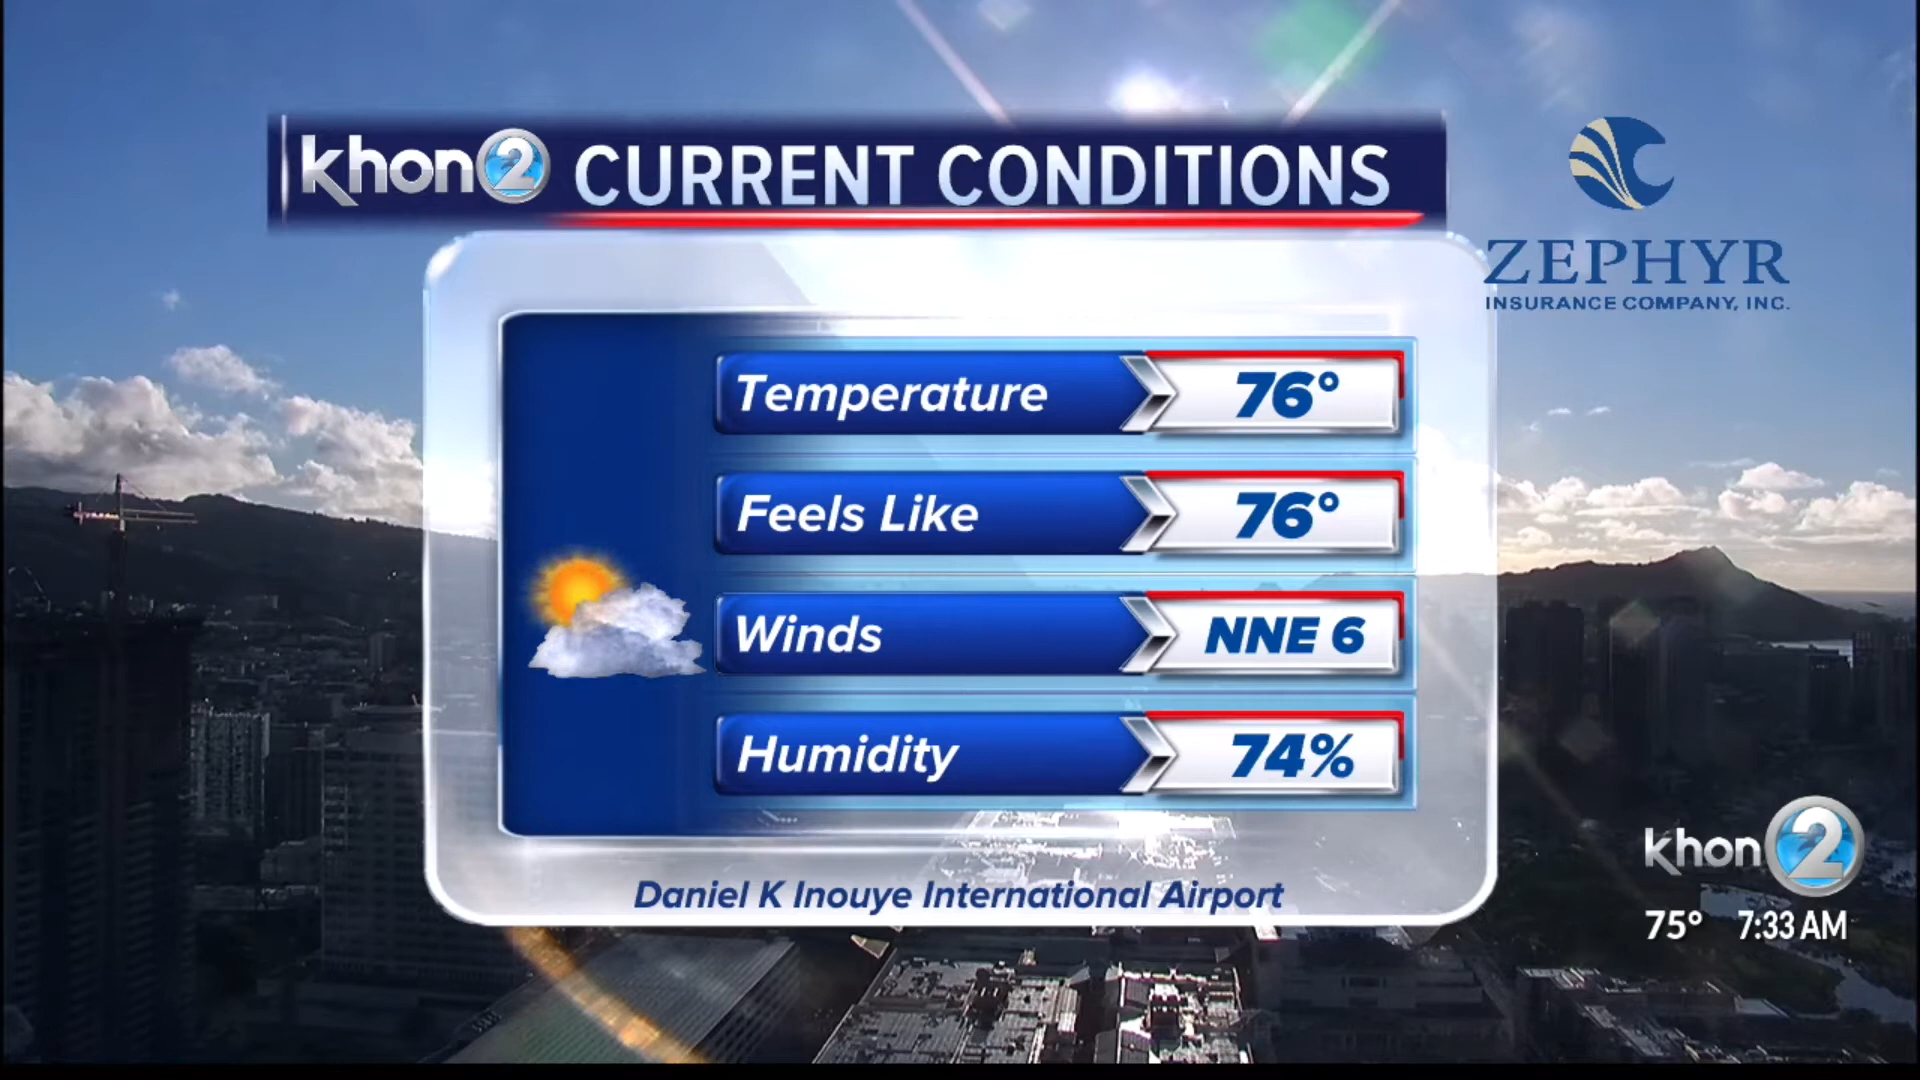 khon2 CURRENT CONDITIONS
ZEPHYR
INSURANCE COMPANY, INC.
Temperature 76°
Feels Like 76°
Winds NNE 6
Humidity 74%
Daniel K Inouye International Airport
khon2
75° 7:33 AM